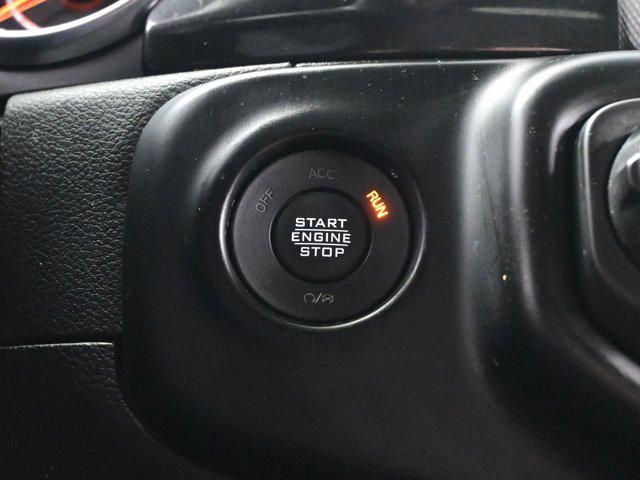 ACC
OFF
RUN
START
ENGINE
STOP